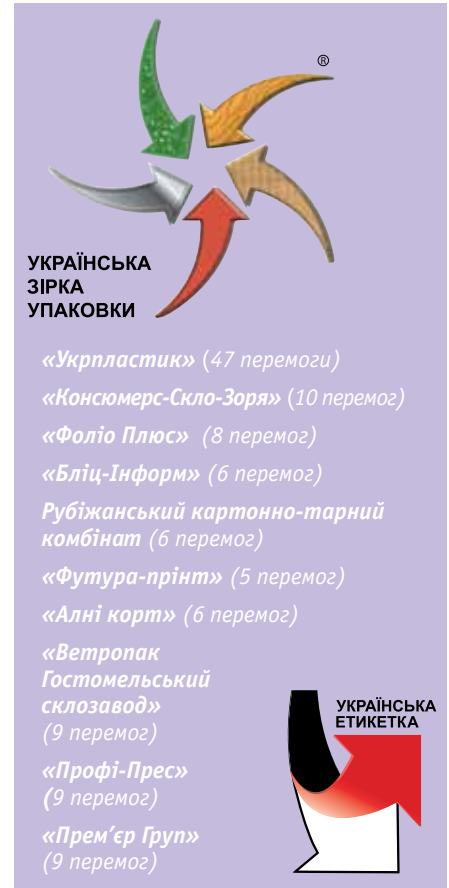 ®
УКРАЇНСЬКА
ЗІРКА
УПАКОВКИ
«Укрпластик» (47 перемоги)
«Консюмерс-Скло-Зоря» (10 перемог)
«Фоліо Плюс» (8 перемог)
«Бліц-Інформ» (6 перемог)
Рубіжанський картонно-тарний
комбінат (6 перемог)
«Футура-прінт» (5 перемог)
«Алні корт» (6 перемог)
«Ветропак
Гостомельський
склозавод»
(9 перемог)
«Профі-Прес»
(9 перемог)
«Прем’єр Груп»
(9 перемог)
УКРАЇНСЬКА
ЕТИКЕТКА